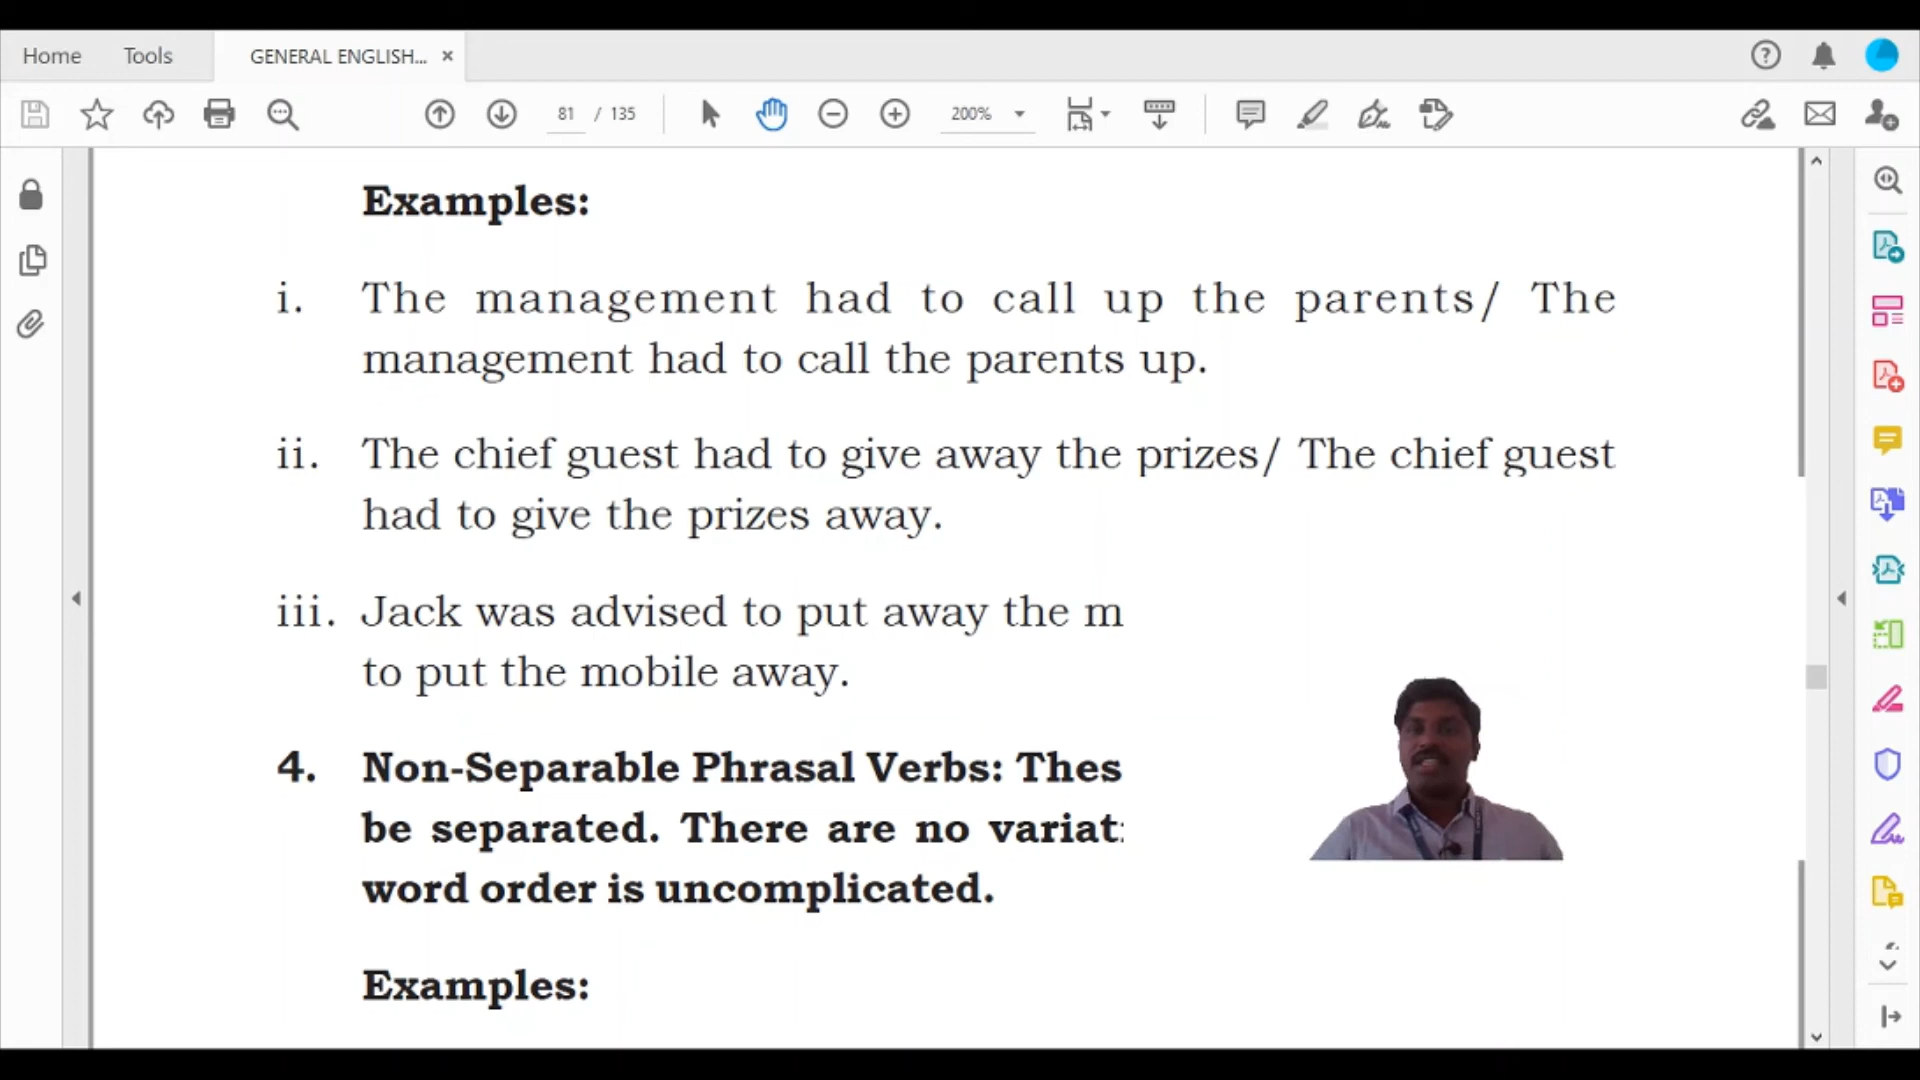 Home Tools GENERAL ENGLISH... ×
81 / 135 200%
Examples:
i. The management had to call up the parents/ The
management had to call the parents up.
ii. The chief guest had to give away the prizes/ The chief guest
had to give the prizes away.
iii. Jack was advised to put away the m
to put the mobile away.
4. Non-Separable Phrasal Verbs: Thes
be separated. There are no variat
word order is uncomplicated.
Examples: